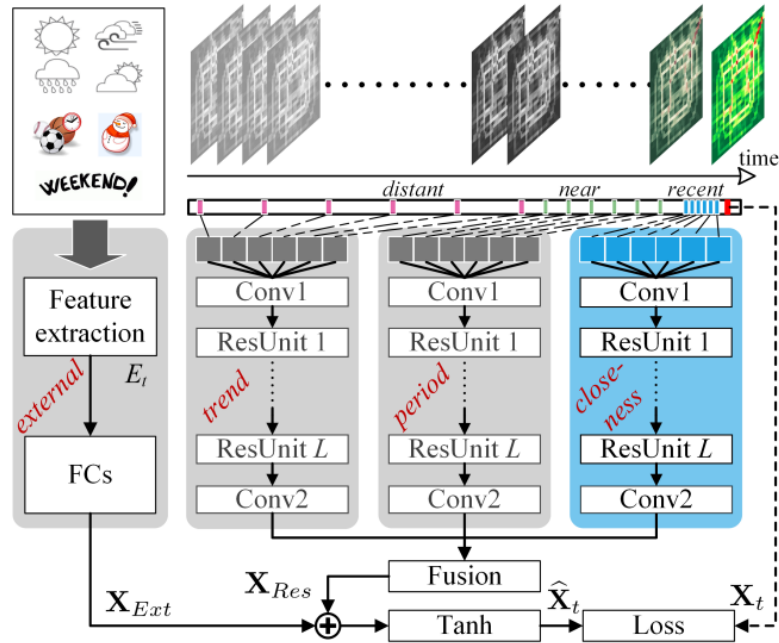 WEEKEND!
time
distant
near
recent
Feature
extraction
E_t
external
FCs
Conv1
ResUnit 1
trend
ResUnit L
Conv2
Conv1
ResUnit 1
period
ResUnit L
Conv2
Conv1
ResUnit 1
close-
ness
ResUnit L
Conv2
Fusion
X_Ext
X_Res
Tanh
X̂_t
Loss
X_t